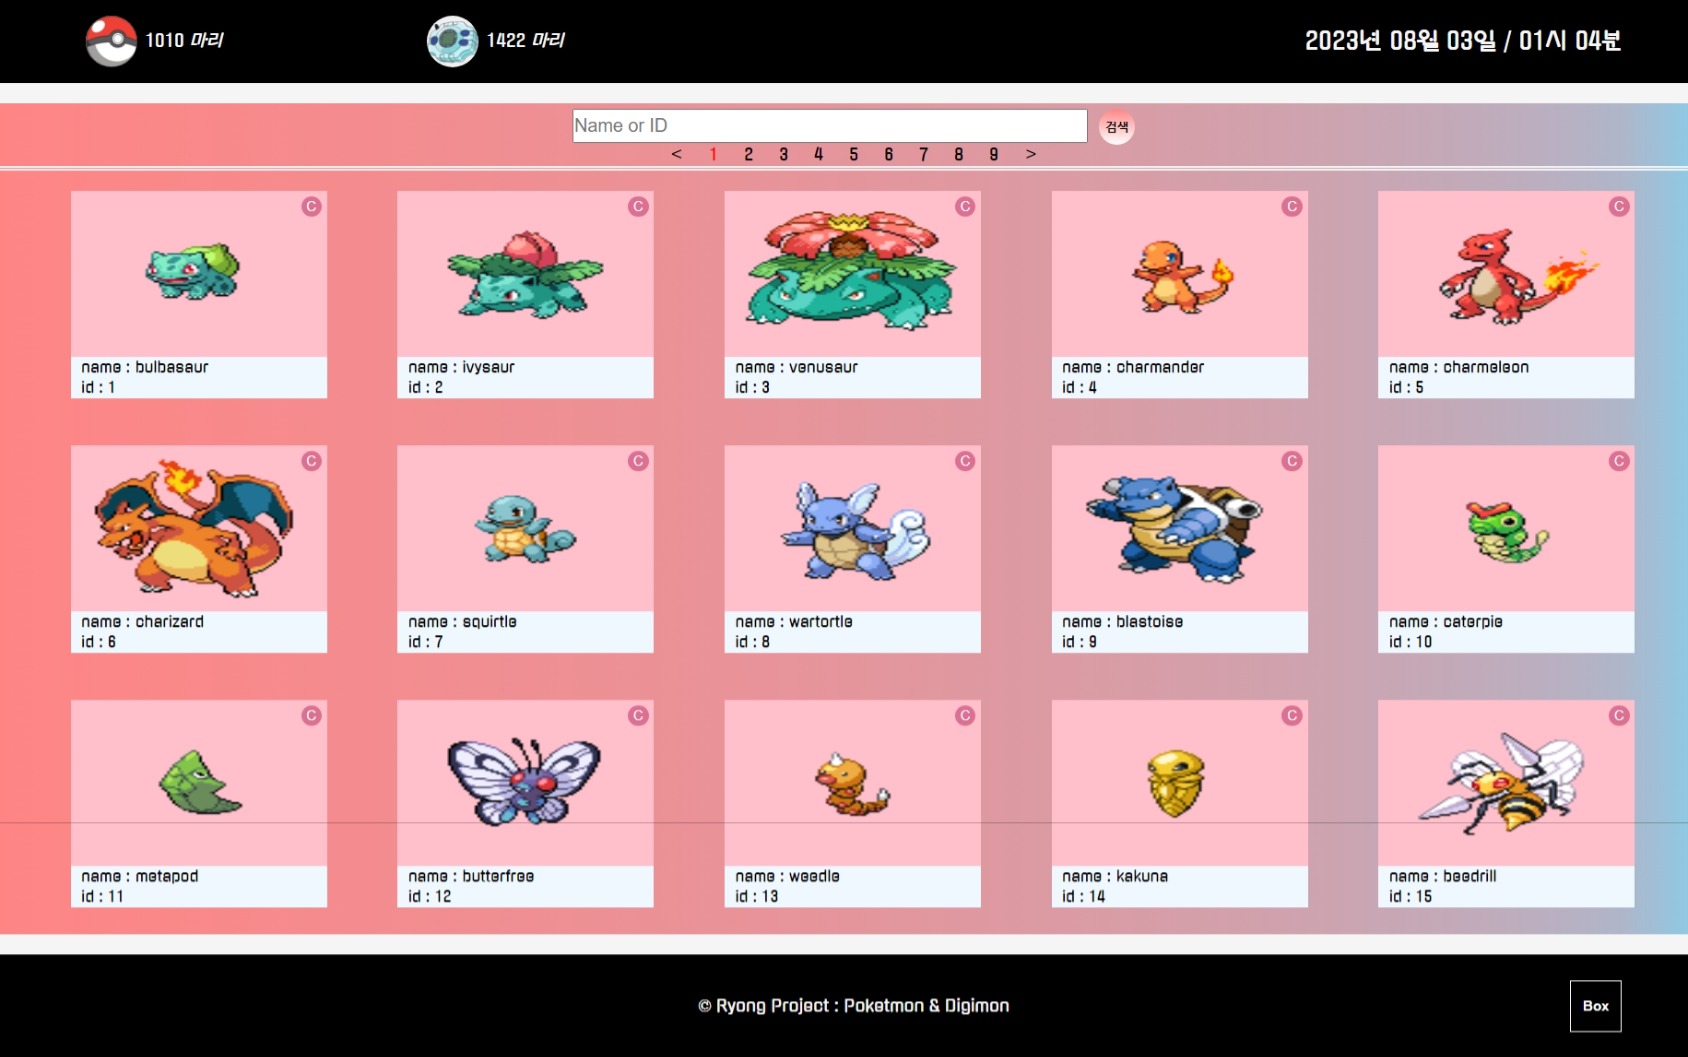 1010 마리
1422 마리
2023년 08월 03일 / 01시 04분
Name or ID
검색
< 1 2 3 4 5 6 7 8 9 >
C C C C C
name : bulbasaur
id : 1
name : ivysaur
id : 2
name : venusaur
id : 3
name : charmander
id : 4
name : charmeleon
id : 5
C C C C C
name : charizard
id : 6
name : squirtle
id : 7
name : wartortle
id : 8
name : blastoise
id : 9
name : caterpie
id : 10
C C C C C
name : metapod
id : 11
name : butterfree
id : 12
name : weedle
id : 13
name : kakuna
id : 14
name : beedrill
id : 15
© Ryong Project : Poketmon & Digimon
Box